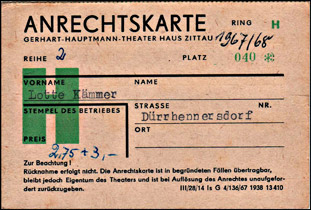 ANRECHTSKARTE RING H
GERHART-HAUPTMANN-THEATER HAUS ZITTAU 1967/68
REIHE 2 PLATZ 040 *
H
VORNAME NAME
Lotte Kämmer
STEMPEL DES BETRIEBES STRASSE NR.
Dürrhennersdorf
PREIS ORT
2,75 + 3,-
Zur Beachtung!
Rücknahme erfolgt nicht. Die Anrechtskarte ist in begründeten Fällen übertragbar,
bleibt jedoch Eigentum des Theaters und ist bei Auflösung des Anrechtes unaufgefor-
dert zurückzugeben. III/28/14 Is G 4/136/67 1938 13410